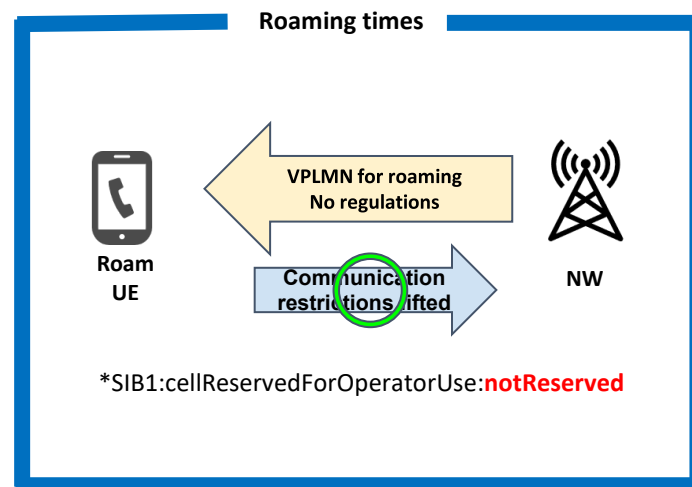 Roaming times
VPLMN for roaming
No regulations
Roam
UE
NW
Communication
restrictions lifted
*SIB1:cellReservedForOperatorUse:notReserved